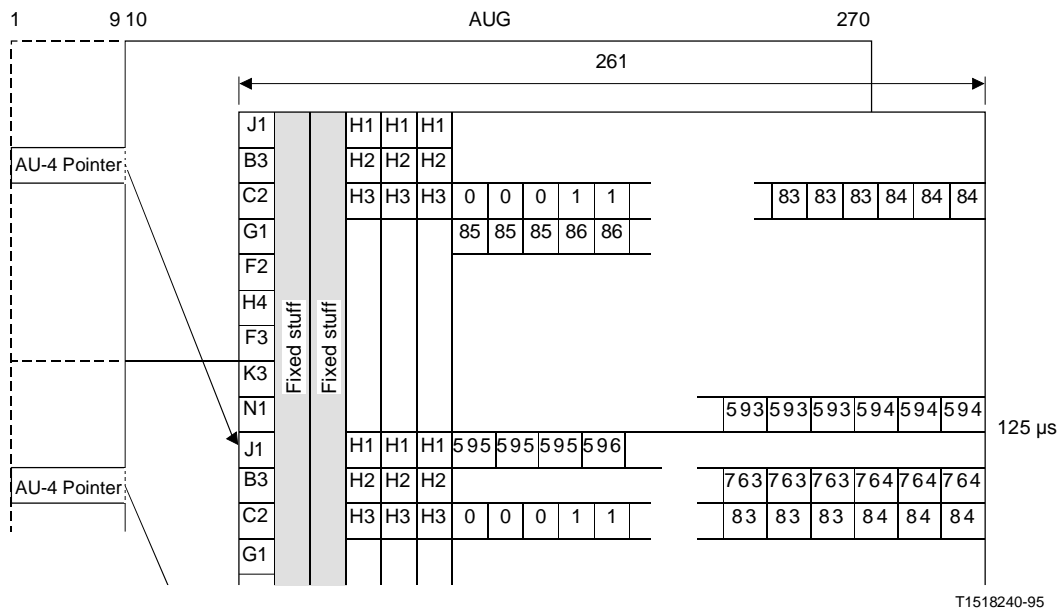 1 9 10 AUG 270
261
J1 H1 H1 H1
B3 H2 H2 H2
AU-4 Pointer
C2 H3 H3 H3 0 0 0 1 1 83 83 83 84 84 84
G1 85 85 85 86 86
F2
H4
F3
Fixed stuff
Fixed stuff
K3
N1 593 593 593 594 594 594
125 µs
J1 H1 H1 H1 595 595 595 596
B3 H2 H2 H2 763 763 763 764 764 764
AU-4 Pointer
C2 H3 H3 H3 0 0 0 1 1 83 83 83 84 84 84
G1
T1518240-95